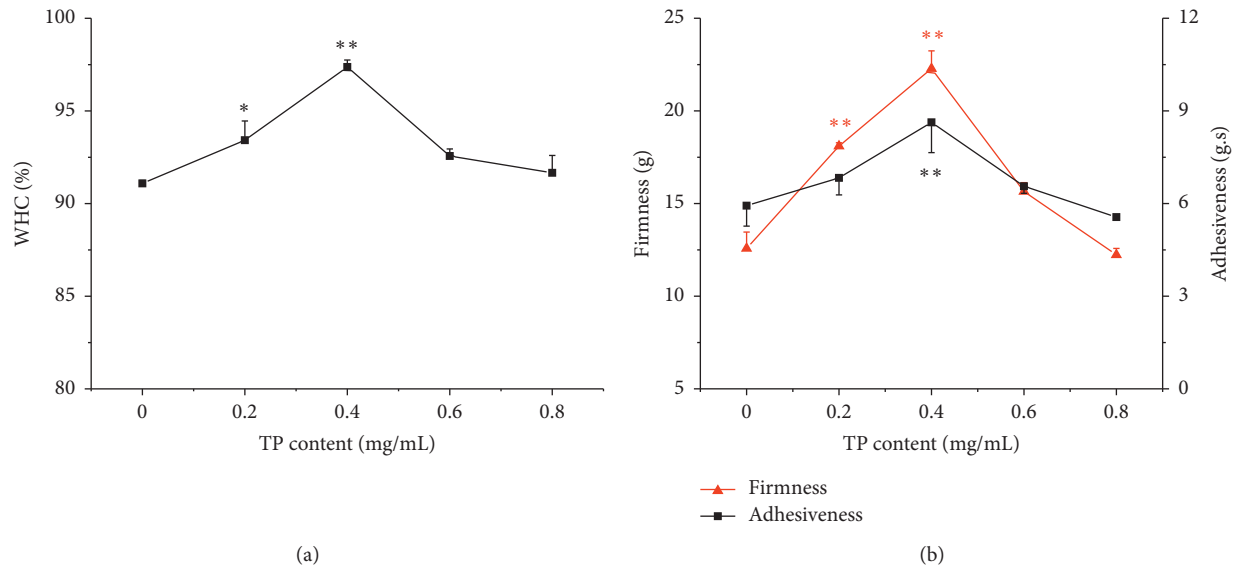 100
95
90
85
80
WHC (%)
*
**
0 0.2 0.4 0.6 0.8
TP content (mg/mL)
(a)
25
20
15
10
5
Firmness (g)
**
**
**
12
9
6
3
0
Adhesiveness (g.s)
0 0.2 0.4 0.6 0.8
TP content (mg/mL)
Firmness
Adhesiveness
(b)